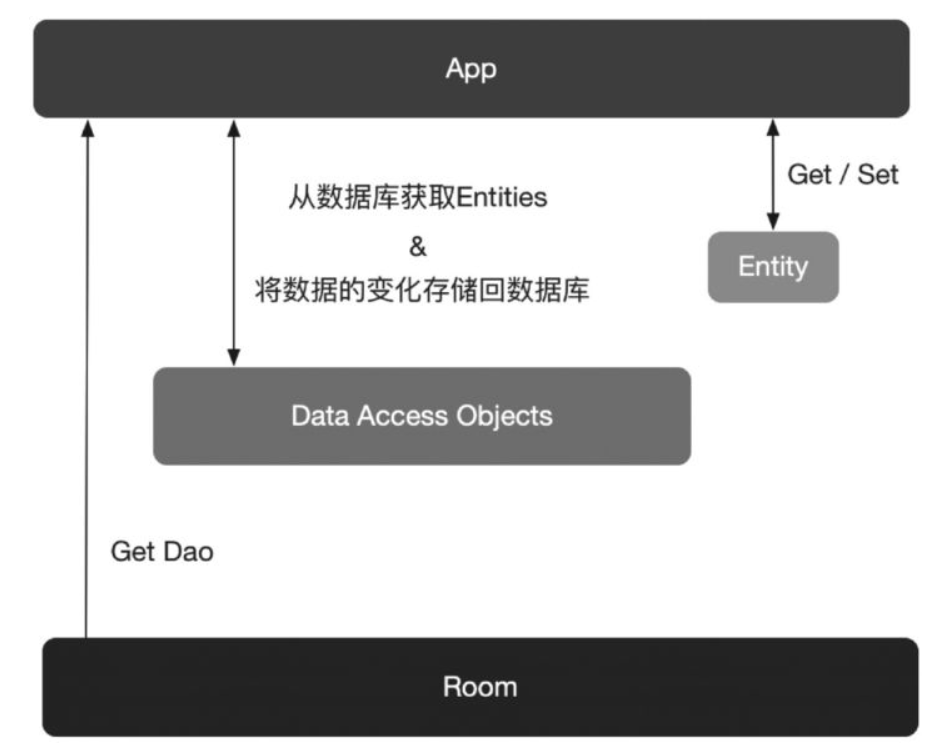 App
从数据库获取Entities
&
将数据的变化存储回数据库
Get / Set
Entity
Data Access Objects
Get Dao
Room